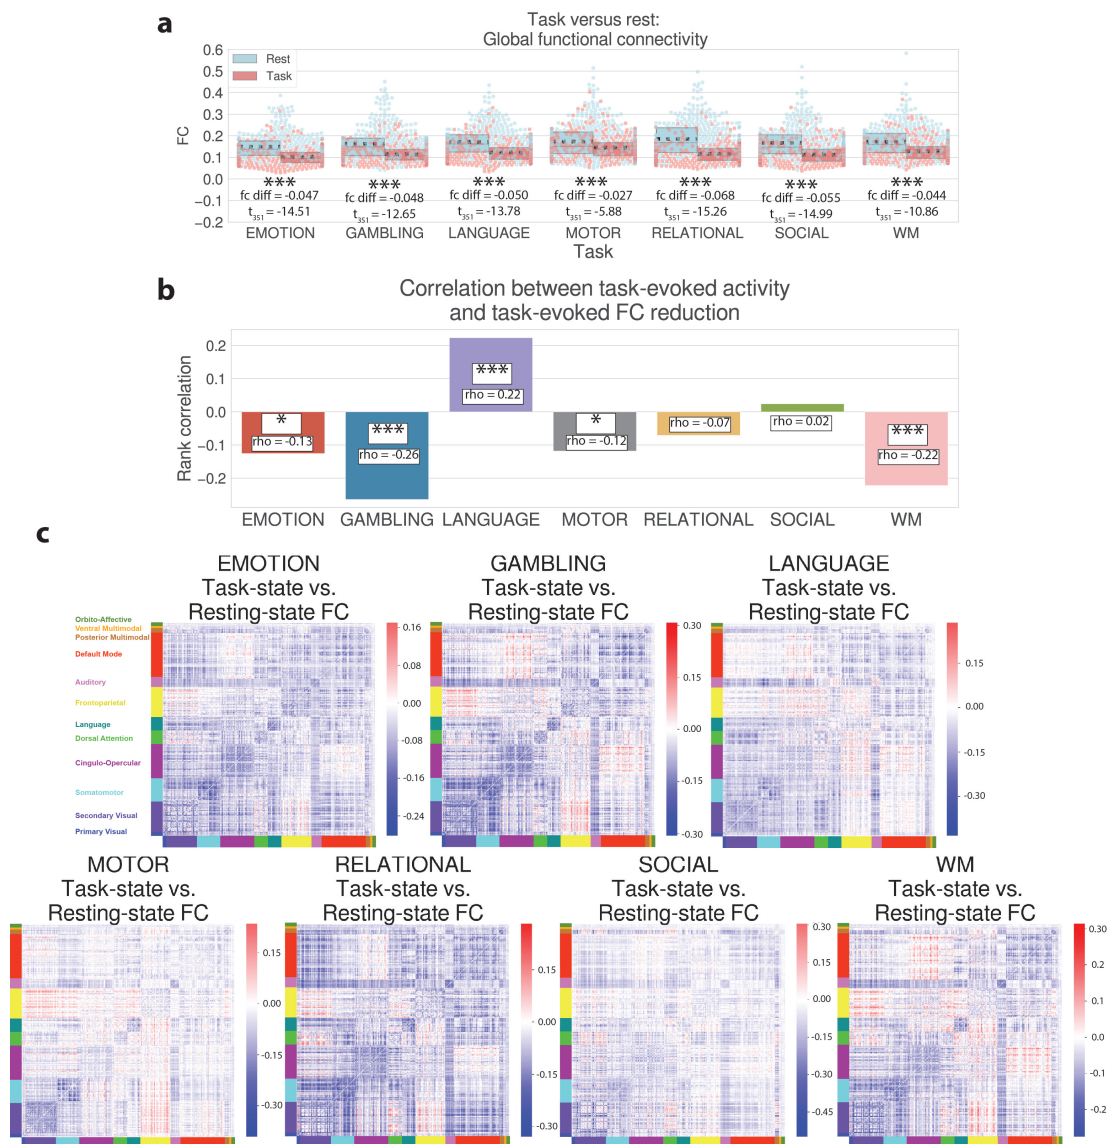 a
Task versus rest:
Global functional connectivity
FC
0.6
0.5
0.4
0.3
0.2
0.1
0.0
−0.1
−0.2
Rest
Task
*** *** *** *** *** *** ***
fc diff = -0.047 fc diff = -0.048 fc diff = -0.050 fc diff = -0.027 fc diff = -0.068 fc diff = -0.055 fc diff = -0.044
t351 = -14.51 t351 = -12.65 t351 = -13.78 t351 = -5.88 t351 = -15.26 t351 = -14.99 t351 = -10.86
EMOTION GAMBLING LANGUAGE MOTOR RELATIONAL SOCIAL WM
Task
b
Correlation between task-evoked activity
and task-evoked FC reduction
Rank correlation
0.2
0.1
0.0
−0.1
−0.2
*
rho = -0.13
***
rho = -0.26
***
rho = 0.22
*
rho = -0.12
rho = -0.07
rho = 0.02
***
rho = -0.22
EMOTION GAMBLING LANGUAGE MOTOR RELATIONAL SOCIAL WM
c
EMOTION
Task-state vs.
Resting-state FC
GAMBLING
Task-state vs.
Resting-state FC
LANGUAGE
Task-state vs.
Resting-state FC
Orbito-Affective
Ventral Multimodal
Posterior Multimodal
Default Mode
Auditory
Frontoparietal
Language
Dorsal Attention
Cingulo-Opercular
Somatomotor
Secondary Visual
Primary Visual
0.16
0.08
0.00
-0.08
-0.16
-0.24
0.30
0.15
0.00
-0.15
-0.30
0.15
0.00
-0.15
-0.30
MOTOR
Task-state vs.
Resting-state FC
RELATIONAL
Task-state vs.
Resting-state FC
SOCIAL
Task-state vs.
Resting-state FC
WM
Task-state vs.
Resting-state FC
0.00
-0.15
-0.30
0.15
0.00
-0.15
-0.30
0.30
0.15
0.00
-0.15
-0.30
-0.45
0.30
0.2
0.1
0.0
-0.1
-0.2